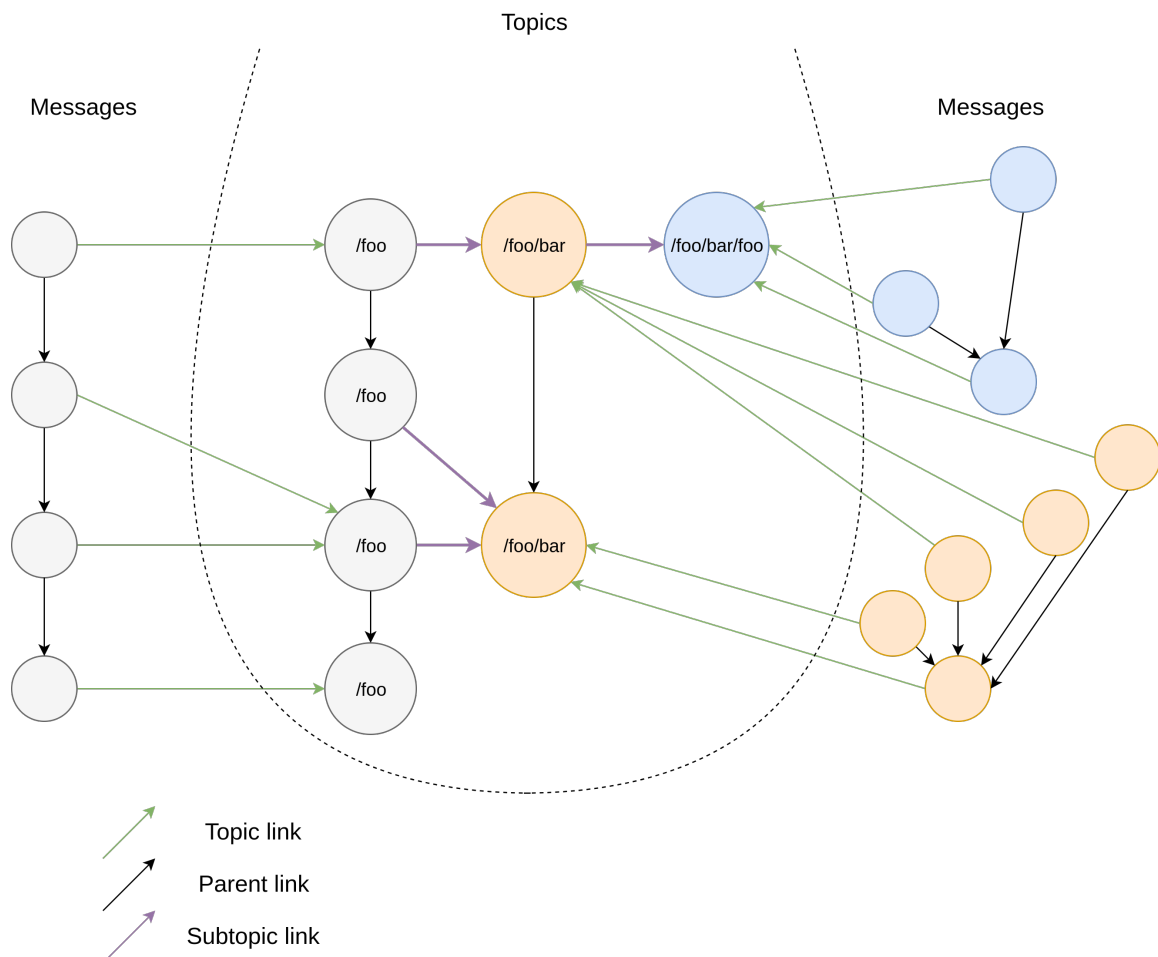 Topics
Messages
Messages
/foo
/foo/bar
/foo/bar/foo
/foo
/foo
/foo/bar
/foo
Topic link
Parent link
Subtopic link